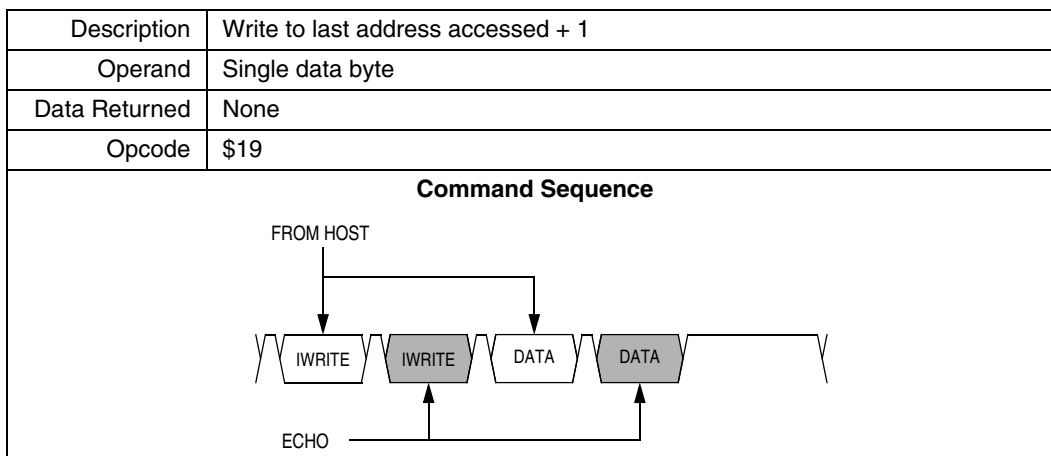 Description Write to last address accessed + 1
Operand Single data byte
Data Returned None
Opcode $19
Command Sequence
FROM HOST
IWRITE IWRITE DATA DATA
ECHO